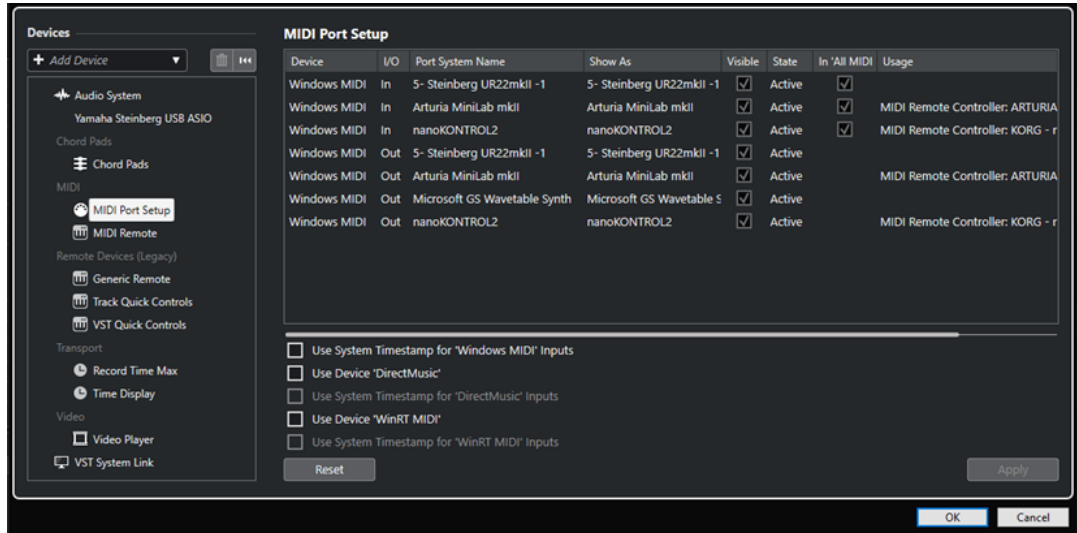 Devices
+ Add Device
Audio System
Yamaha Steinberg USB ASIO
Chord Pads
Chord Pads
MIDI
MIDI Port Setup
MIDI Remote
Remote Devices (Legacy)
Generic Remote
Track Quick Controls
VST Quick Controls
Transport
Record Time Max
Time Display
Video
Video Player
VST System Link
MIDI Port Setup
Device I/O Port System Name Show As Visible State In 'All MIDI Usage
Windows MIDI In 5- Steinberg UR22mkII -1 5- Steinberg UR22mkII -1 Active
Windows MIDI In Arturia MiniLab mkII Arturia MiniLab mkII Active MIDI Remote Controller: ARTURIA
Windows MIDI In nanoKONTROL2 nanoKONTROL2 Active MIDI Remote Controller: KORG - r
Windows MIDI Out 5- Steinberg UR22mkII -1 5- Steinberg UR22mkII -1 Active
Windows MIDI Out Arturia MiniLab mkII Arturia MiniLab mkII Active MIDI Remote Controller: ARTURIA
Windows MIDI Out Microsoft GS Wavetable Synth Microsoft GS Wavetable S Active
Windows MIDI Out nanoKONTROL2 nanoKONTROL2 Active MIDI Remote Controller: KORG - r
Use System Timestamp for 'Windows MIDI' Inputs
Use Device 'DirectMusic'
Use System Timestamp for 'DirectMusic' Inputs
Use Device 'WinRT MIDI'
Use System Timestamp for 'WinRT MIDI' Inputs
Reset Apply
OK Cancel